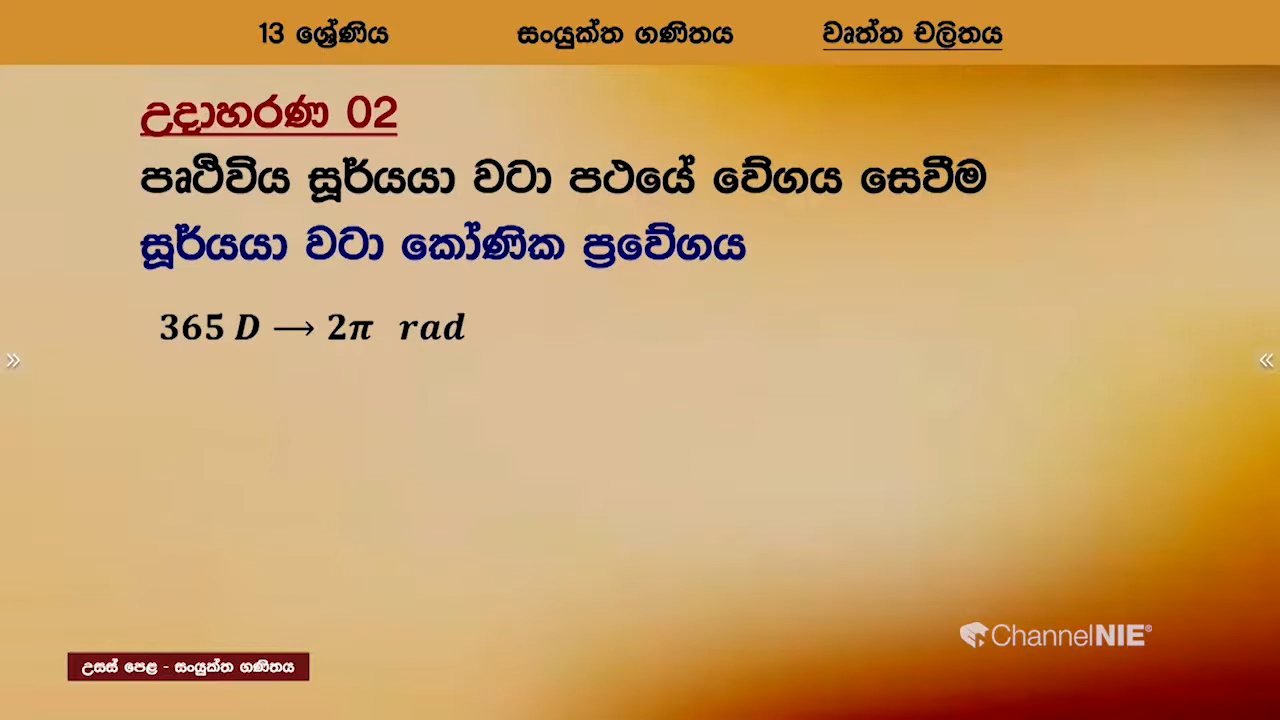 13 ශ්‍රේණිය සංයුක්ත ගණිතය වෘත්ත චලිතය
උදාහරණ 02
පෘථිවිය සූර්යයා වටා පථයේ වේගය සෙවීම
සූර්යයා වටා කෝණික ප්‍රවේගය
365 D ⟶ 2π rad
» «
ChannelNIE®
උසස් පෙළ - සංයුක්ත ගණිතය